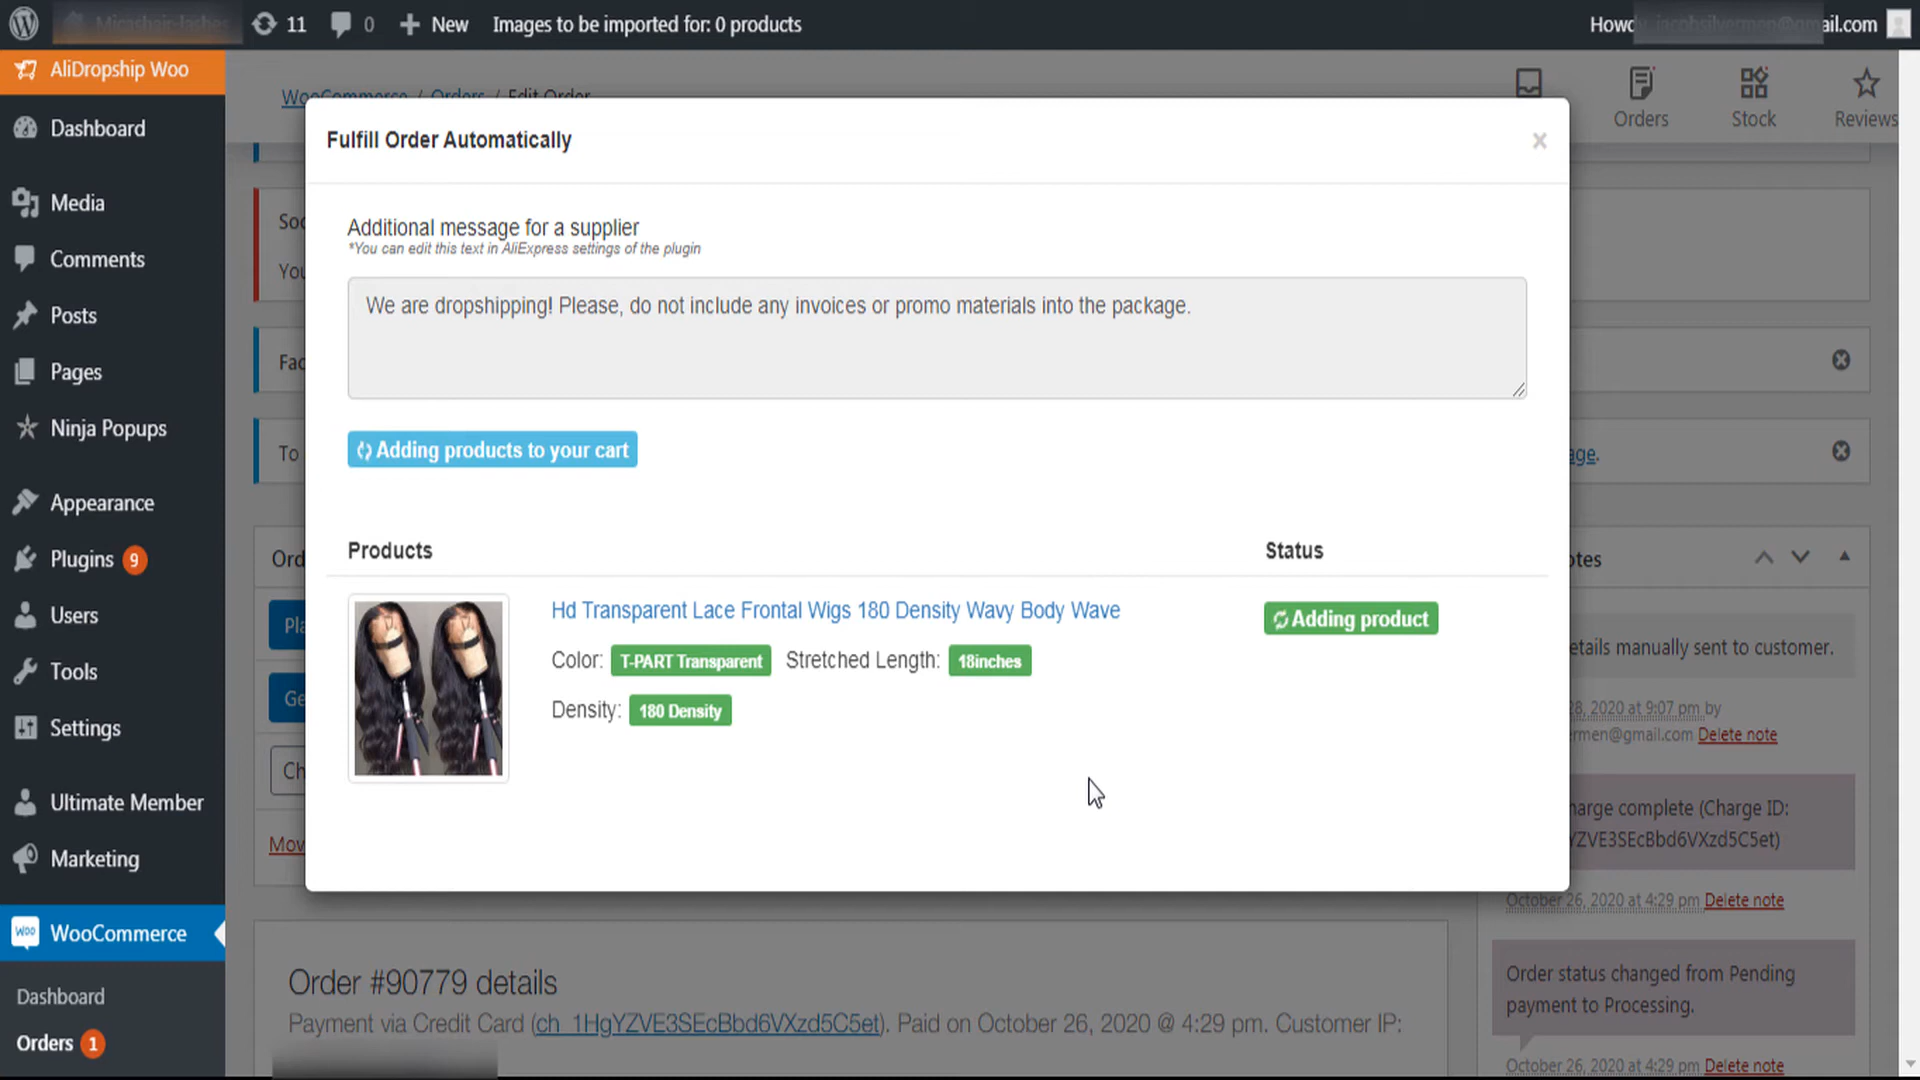 11
0
New
Images to be imported for: 0 products
Howdy
ail.com
AliDropship Woo
Dashboard
Media
Comments
Posts
Pages
Ninja Popups
Appearance
Plugins 9
Users
Tools
Settings
Ultimate Member
Marketing
WooCommerce
Dashboard
Orders 1
WooCommerce / Orders / Edit Order
Orders
Stock
Reviews
Fulfill Order Automatically
×
Additional message for a supplier
*You can edit this text in AliExpress settings of the plugin
We are dropshipping! Please, do not include any invoices or promo materials into the package.
Adding products to your cart
Products
Status
Hd Transparent Lace Frontal Wigs 180 Density Wavy Body Wave
Adding product
Color: T-PART Transparent Stretched Length: 18inches
Density: 180 Density
Soc
You
Fac
To
age.
Ord
Pla
Ge
Ch
Mov
otes
etails manually sent to customer.
28, 2020 at 9:07 pm by
rmen@gmail.com Delete note
harge complete (Charge ID:
YZVE3SEcBbd6VXzd5C5et)
October 26, 2020 at 4:29 pm Delete note
Order status changed from Pending
payment to Processing.
October 26, 2020 at 4:29 pm Delete note
Order #90779 details
Payment via Credit Card (ch_1HgYZVE3SEcBbd6VXzd5C5et). Paid on October 26, 2020 @ 4:29 pm. Customer IP: